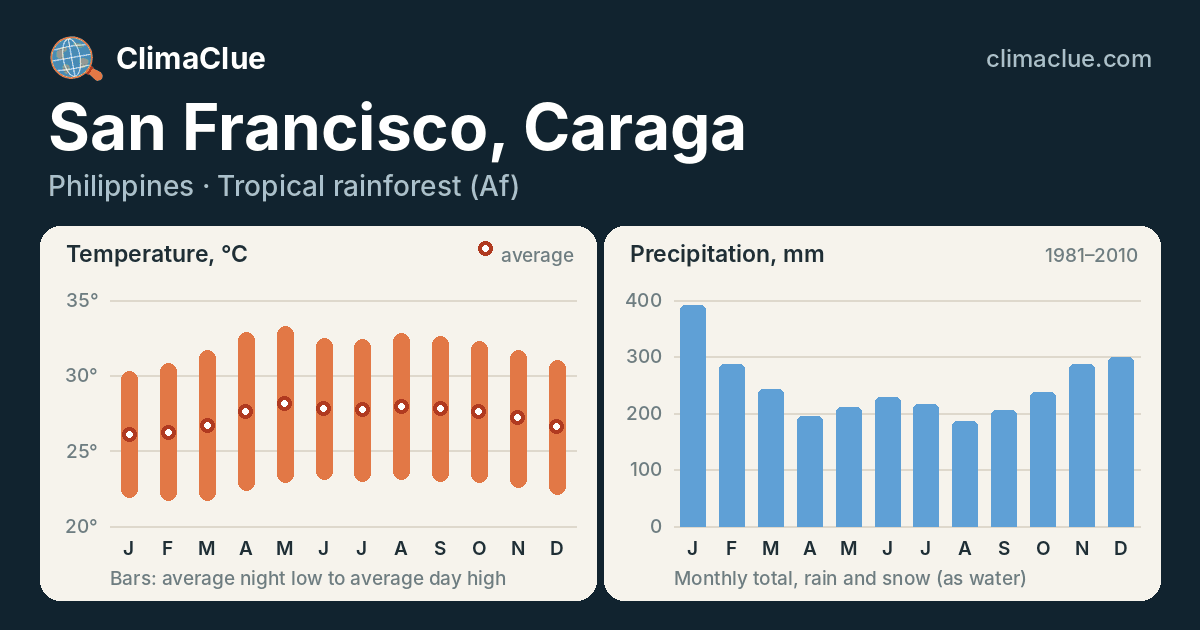 ClimaClue
climaclue.com
San Francisco, Caraga
Philippines · Tropical rainforest (Af)
Temperature, °C
average
35°
30°
25°
20°
J F M A M J J A S O N D
Bars: average night low to average day high
Precipitation, mm
1981–2010
400
300
200
100
0
J F M A M J J A S O N D
Monthly total, rain and snow (as water)